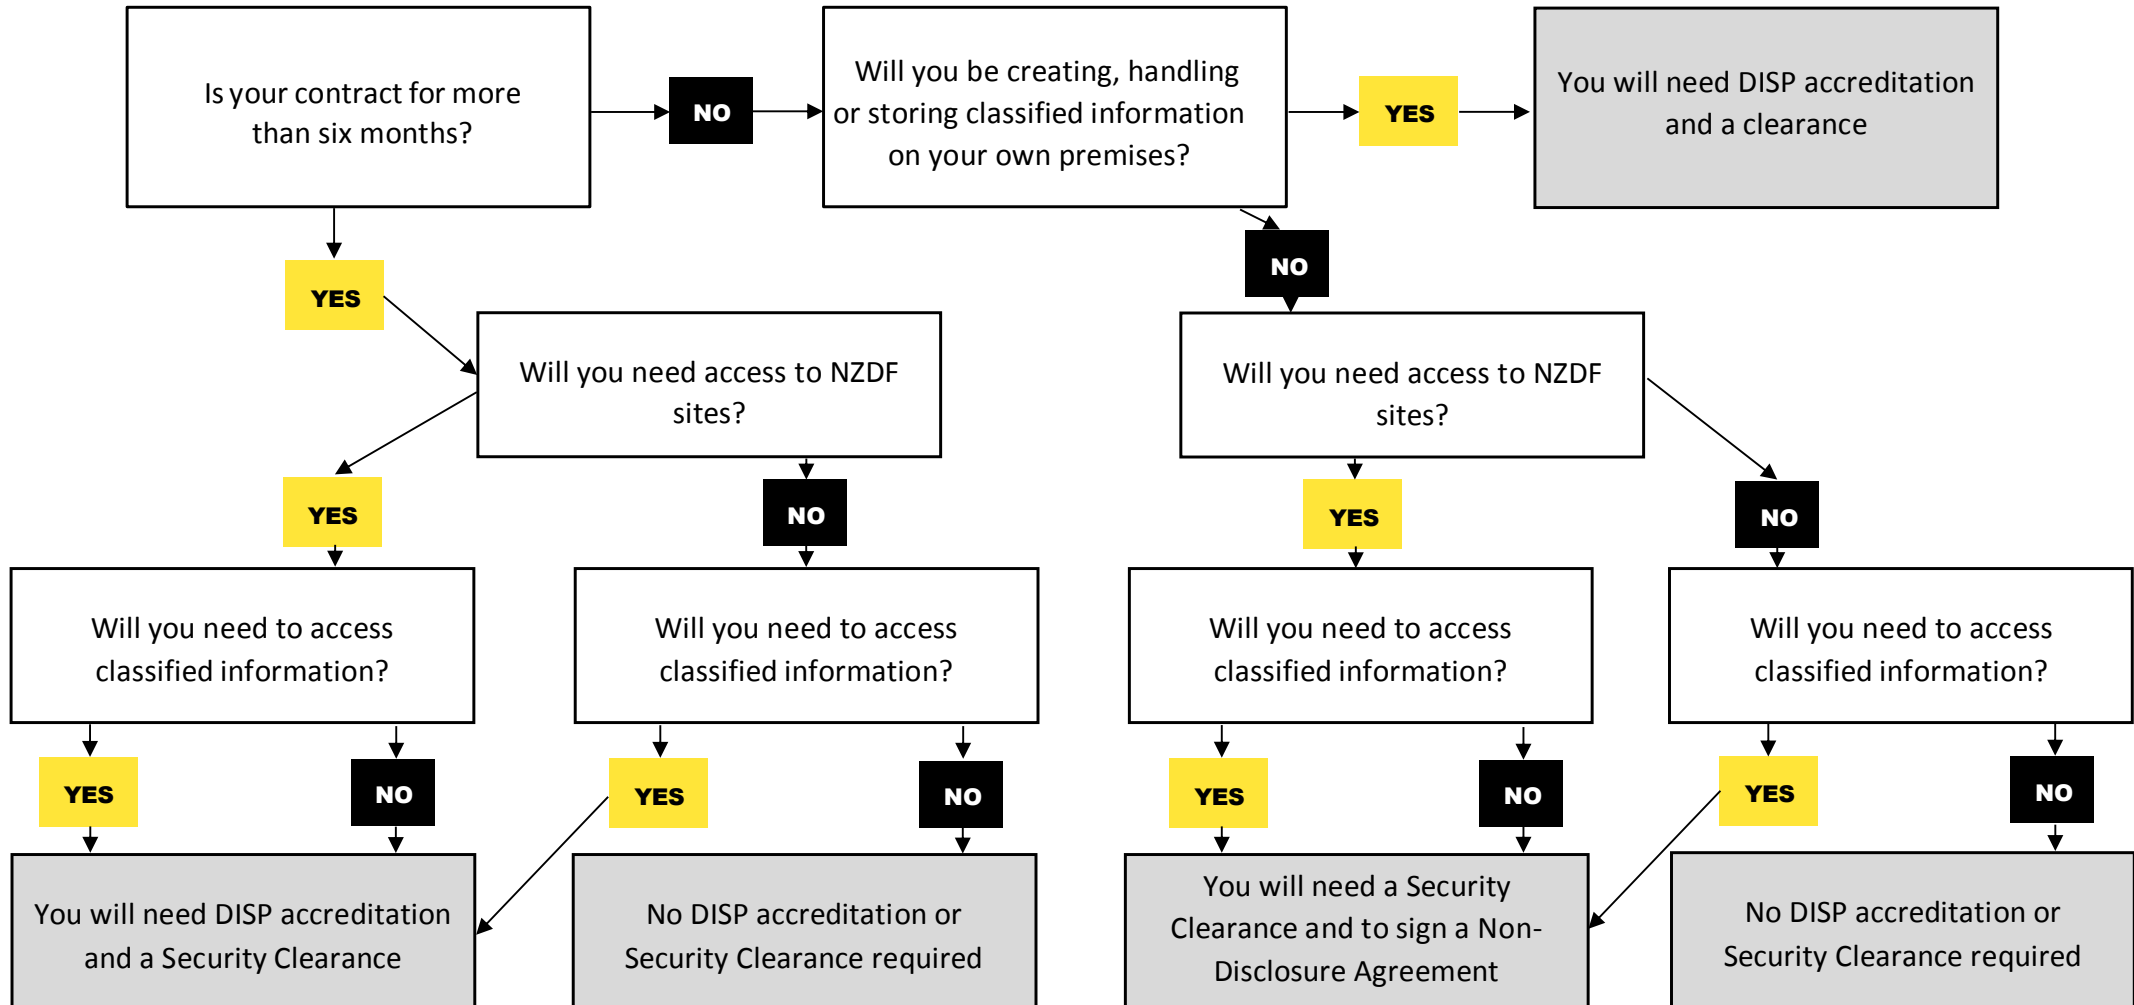 Is your contract for more
than six months?
NO
Will you be creating, handling
or storing classified information
on your own premises?
YES
You will need DISP accreditation
and a clearance
YES
NO
Will you need access to NZDF
sites?
Will you need access to NZDF
sites?
YES
NO
YES
NO
Will you need to access
classified information?
Will you need to access
classified information?
Will you need to access
classified information?
Will you need to access
classified information?
YES
NO
YES
NO
YES
NO
YES
NO
You will need DISP accreditation
and a Security Clearance
No DISP accreditation or
Security Clearance required
You will need a Security
Clearance and to sign a Non-
Disclosure Agreement
No DISP accreditation or
Security Clearance required